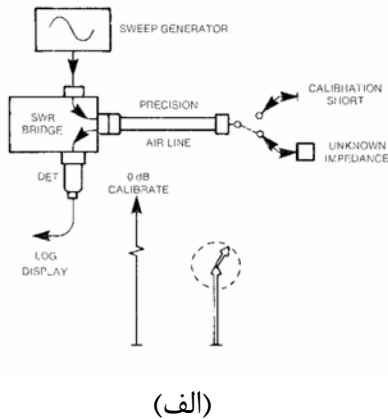 SWEEP GENERATOR
SWR
BRIDGE
PRECISION
AIR LINE
CALIBRATION
SHORT
UNKNOWN
IMPEDANCE
DET
0 dB
CALIBRATE
LOG
DISPLAY
(الف)